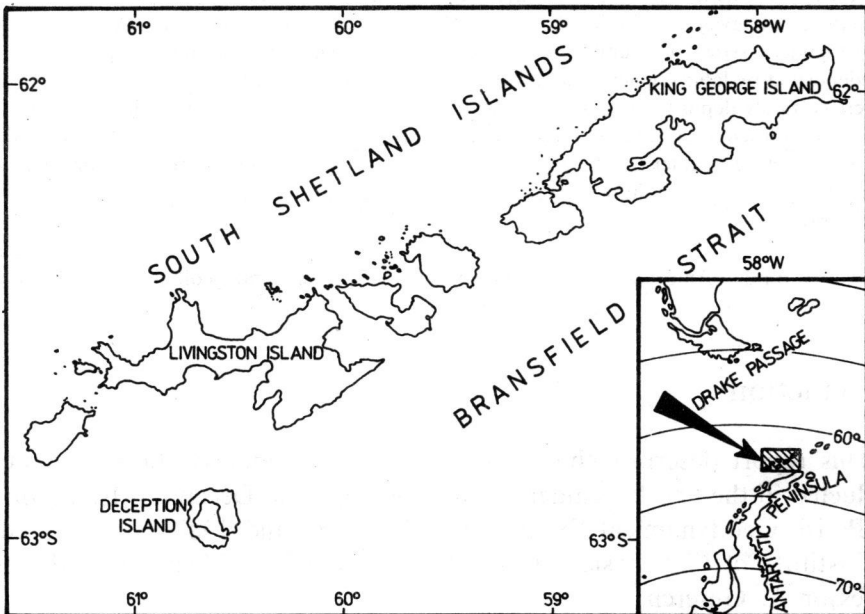 61° 60° 59° 58°W
62° 62°
KING GEORGE ISLAND
SOUTH SHETLAND ISLANDS
BRANSFIELD STRAIT
LIVINGSTON ISLAND
DECEPTION
ISLAND
63°S 63°S
61° 60° 59°
58°W
DRAKE PASSAGE
60°
ANTARTCTIC PENINSULA
70°